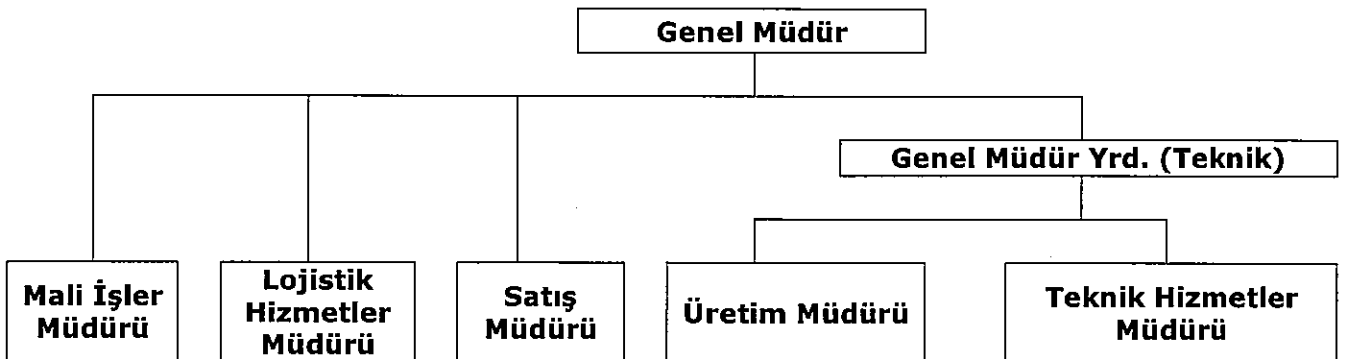 Genel Müdür
Genel Müdür Yrd. (Teknik)
Mali İşler
Müdürü
Lojistik
Hizmetler
Müdürü
Satış
Müdürü
Üretim Müdürü
Teknik Hizmetler
Müdürü